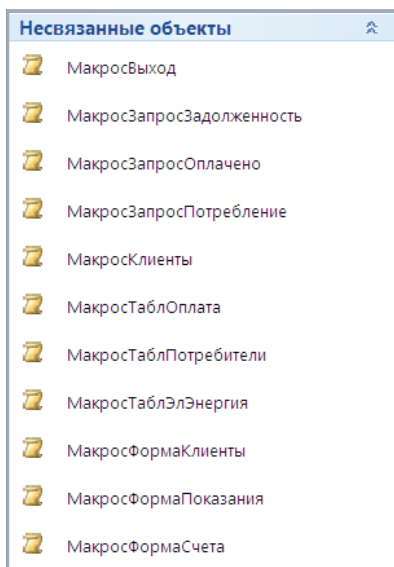 Несвязанные объекты
МакросВыход
МакросЗапросЗадолженность
МакросЗапросОплачено
МакросЗапросПотребление
МакросКлиенты
МакросТаблОплата
МакросТаблПотребители
МакросТаблЭлЭнергия
МакросФормаКлиенты
МакросФормаПоказания
МакросФормаСчета